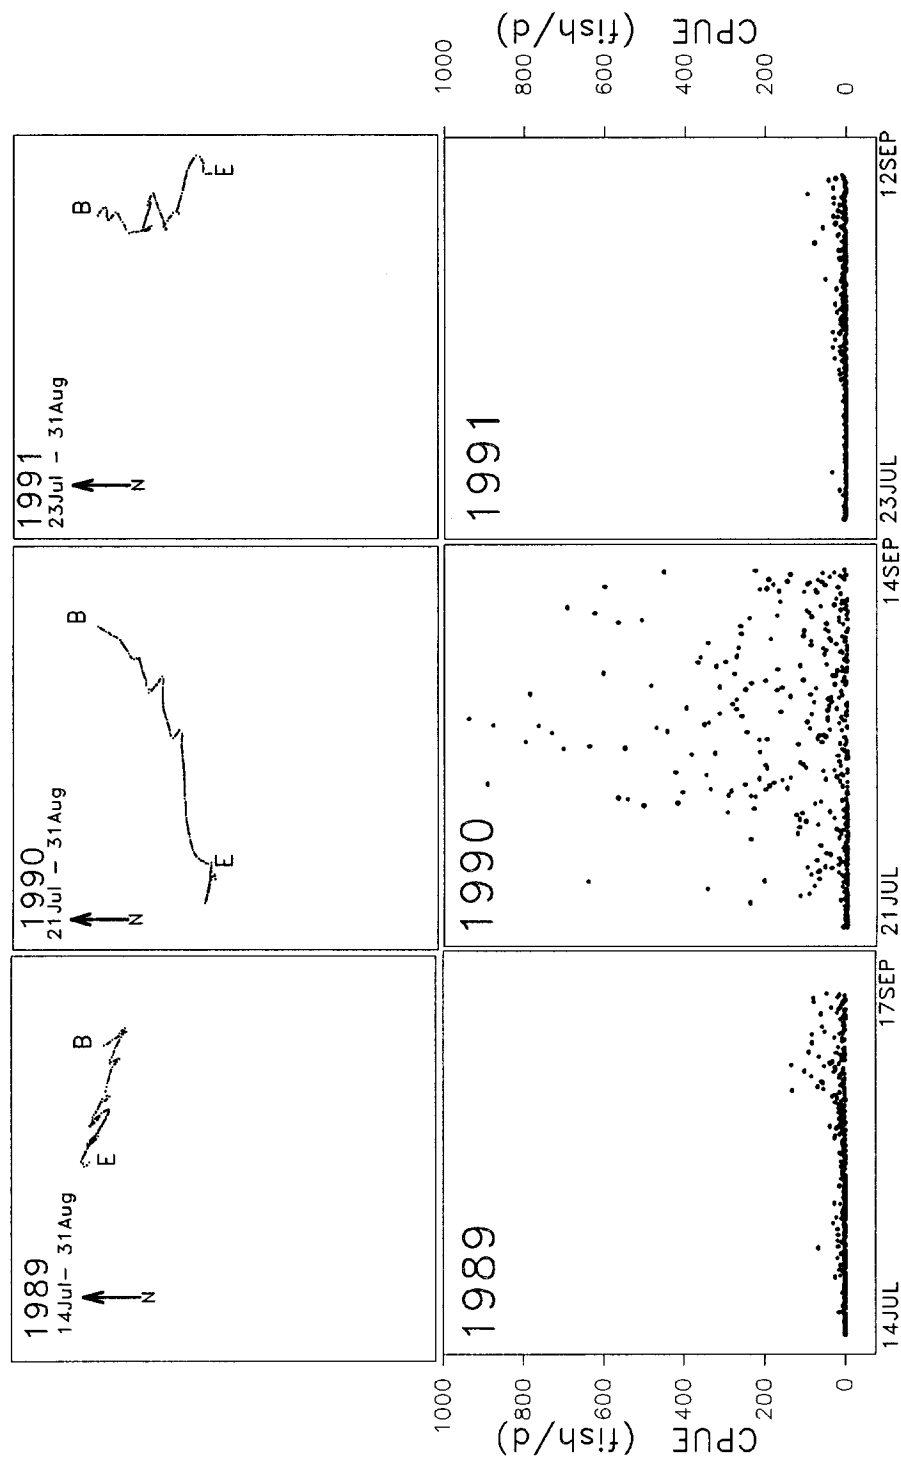 1989
14Jul– 31Aug
N
B
E
1990
21Jul – 31Aug
N
B
E
1991
23Jul – 31Aug
N
B
E
CPUE (fish/d)
1000
800
600
400
200
0
1989
14JUL
17SEP
1990
21JUL
14SEP
1991
23JUL
12SEP
1000
800
600
400
200
0
CPUE (fish/d)